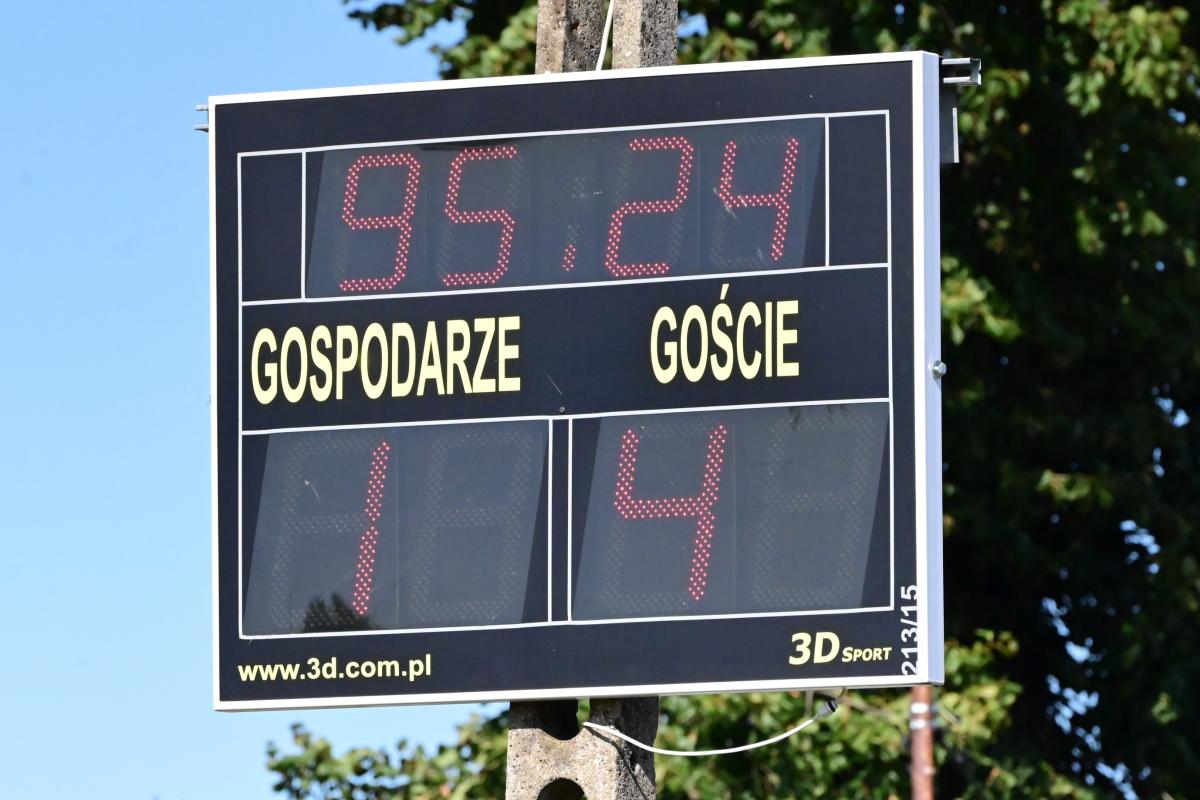 95:24
GOSPODARZE GOŚCIE
1 4
www.3d.com.pl 3D SPORT
213/15